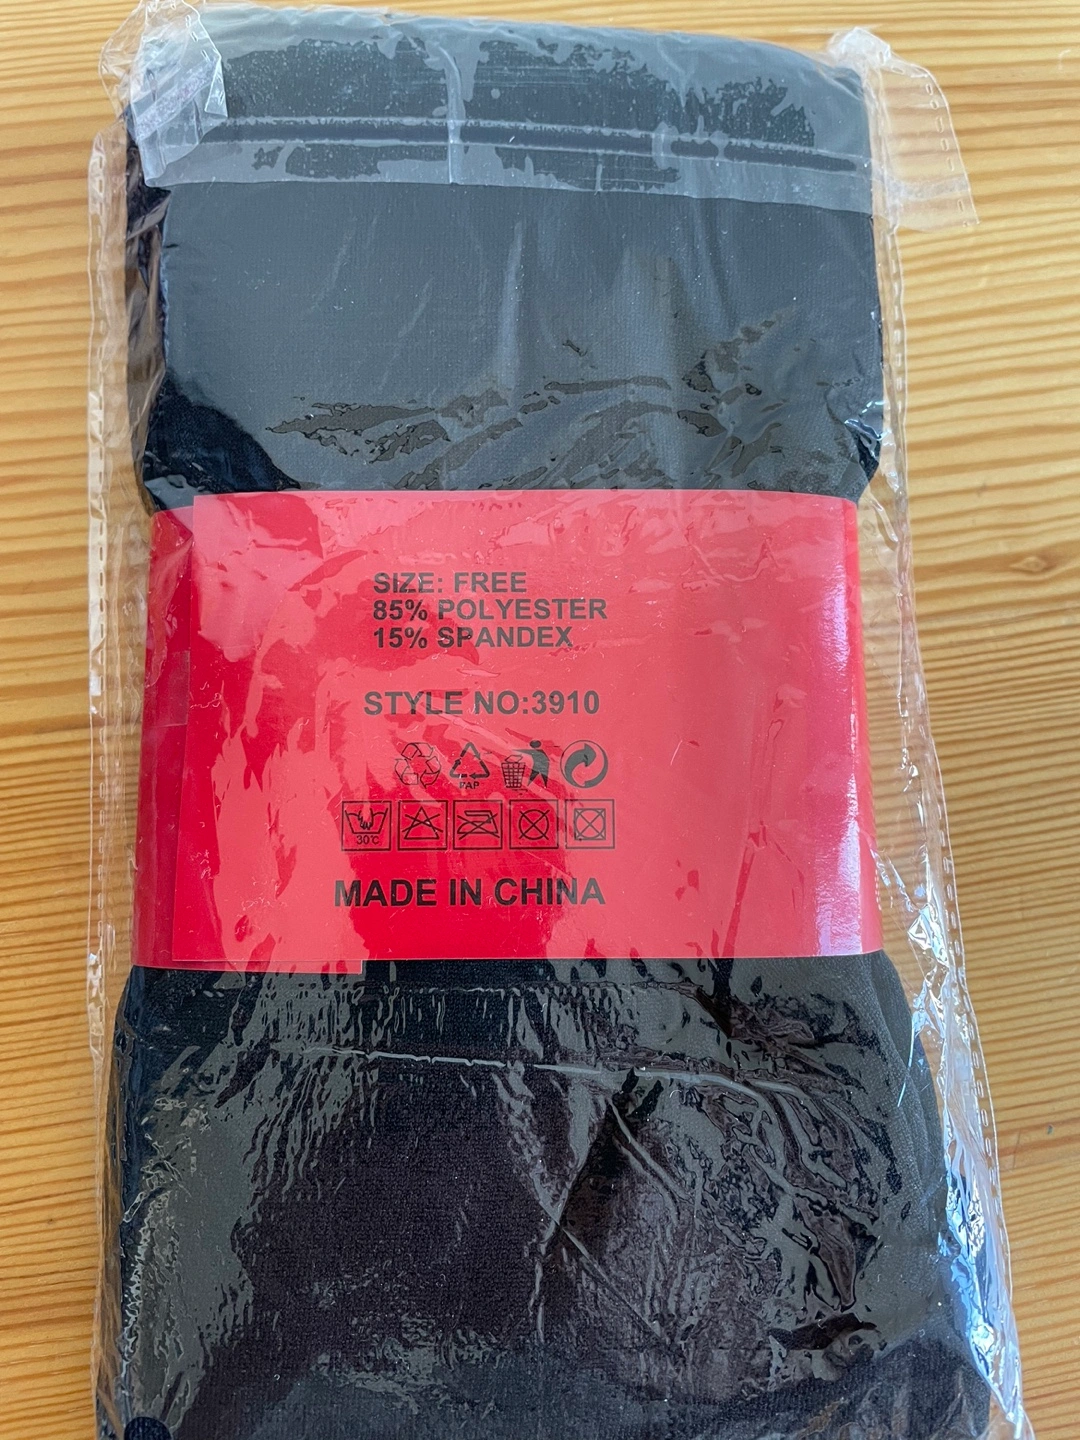 SIZE: FREE
85% POLYESTER
15% SPANDEX
STYLE NO:3910
PAP
30°C
MADE IN CHINA